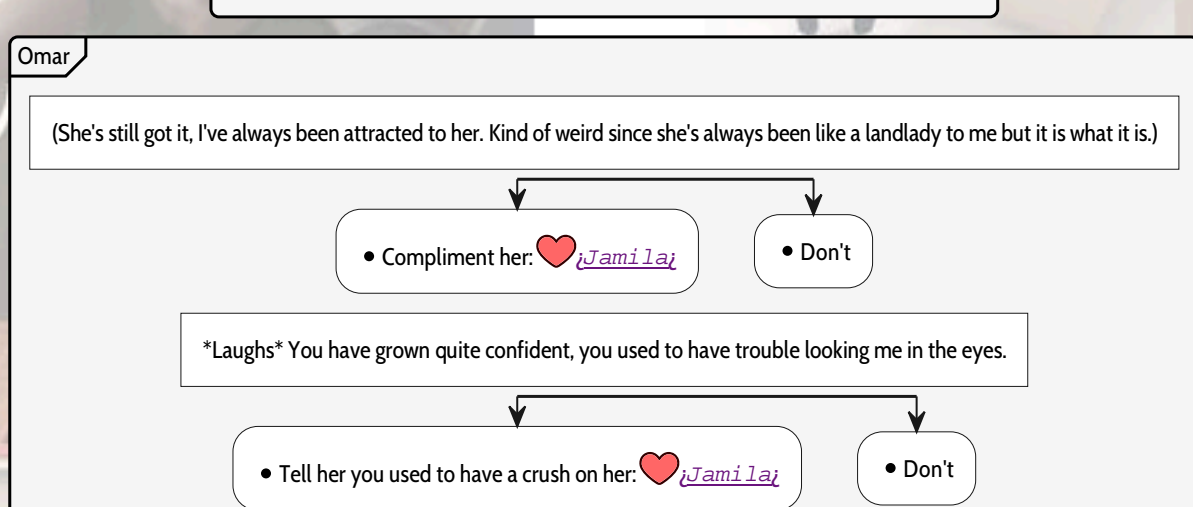 Omar
(She's still got it, I've always been attracted to her. Kind of weird since she's always been like a landlady to me but it is what it is.)
• Compliment her: ❤️¿Jamila¿
• Don't
*Laughs* You have grown quite confident, you used to have trouble looking me in the eyes.
• Tell her you used to have a crush on her: ❤️¿Jamila¿
• Don't